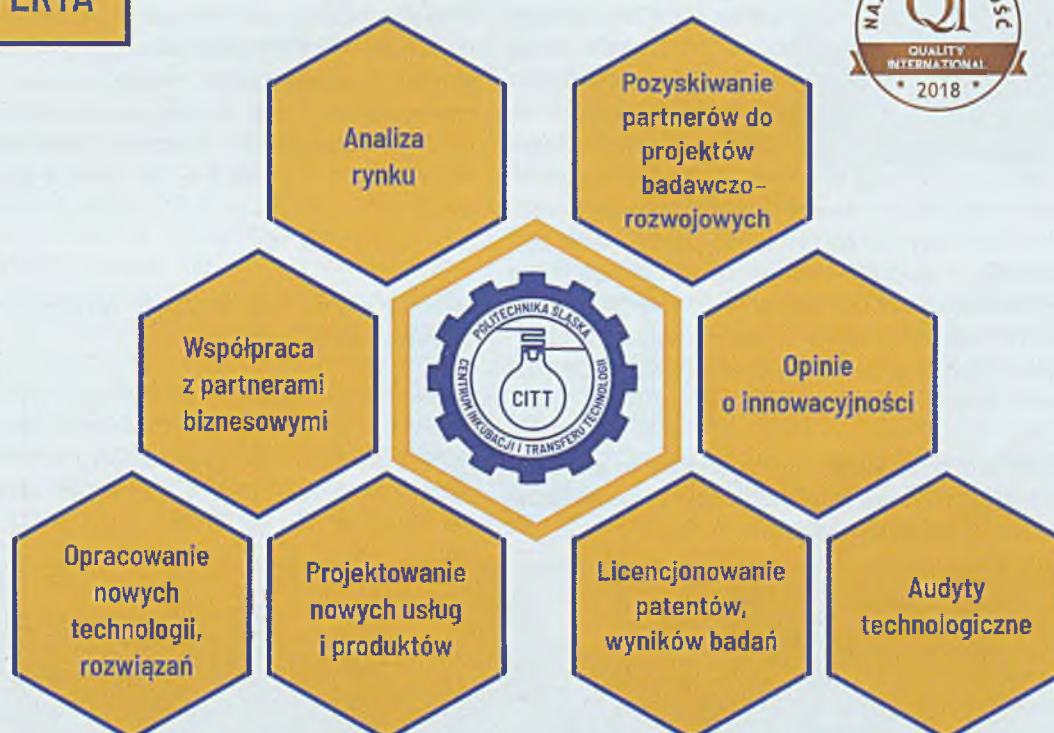 QI
QUALITY
INTERNATIONAL
2018
Analiza
rynku
Pozyskiwanie
partnerów do
projektów
badawczo-
rozwojowych
Współpraca
z partnerami
biznesowymi
POLITECHNIKA ŚLĄSKA
CENTRUM INKUBACJI I TRANSFERU TECHNOLOGII
CITT
Opinie
o innowacyjności
Opracowanie
nowych
technologii,
rozwiązań
Projektowanie
nowych usług
i produktów
Licencjonowanie
patentów,
wyników badań
Audyty
technologiczne